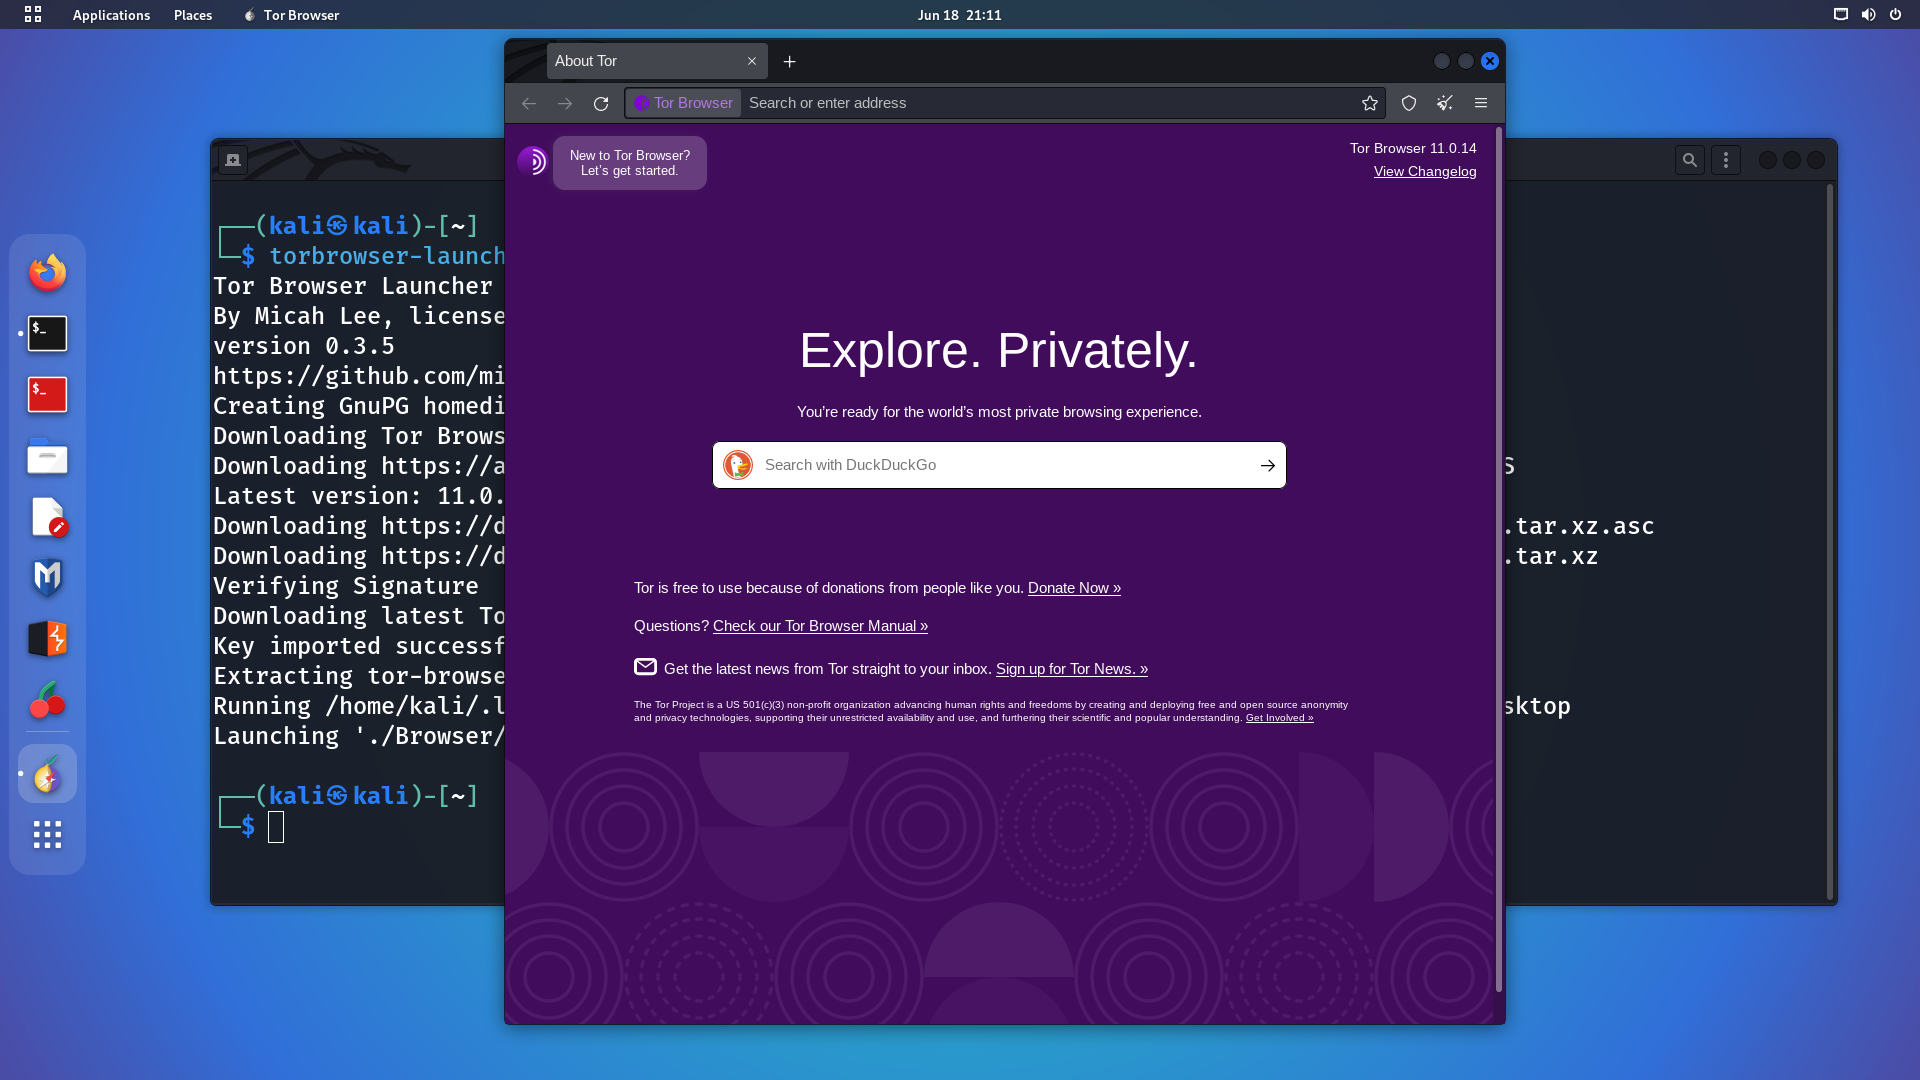 Applications Places Tor Browser Jun 18 21:11
About Tor
Tor Browser Search or enter address
New to Tor Browser?
Let's get started.
Tor Browser 11.0.14
View Changelog
Explore. Privately.
You're ready for the world's most private browsing experience.
Search with DuckDuckGo
Tor is free to use because of donations from people like you. Donate Now »
Questions? Check our Tor Browser Manual »
Get the latest news from Tor straight to your inbox. Sign up for Tor News. »
The Tor Project is a US 501(c)(3) non-profit organization advancing human rights and freedoms by creating and deploying free and open source anonymity
and privacy technologies, supporting their unrestricted availability and use, and furthering their scientific and popular understanding. Get Involved »
(kali㉿kali)-[~]
$ torbrowser-launch
Tor Browser Launcher
By Micah Lee, license
version 0.3.5
https://github.com/mi
Creating GnuPG homedi
Downloading Tor Brows
Downloading https://a
S
Latest version: 11.0.
Downloading https://d
.tar.xz.asc
Downloading https://d
.tar.xz
Verifying Signature
Downloading latest To
Key imported successf
Extracting tor-browse
Running /home/kali/.l
sktop
Launching './Browser/
(kali㉿kali)-[~]
$
$_
$_